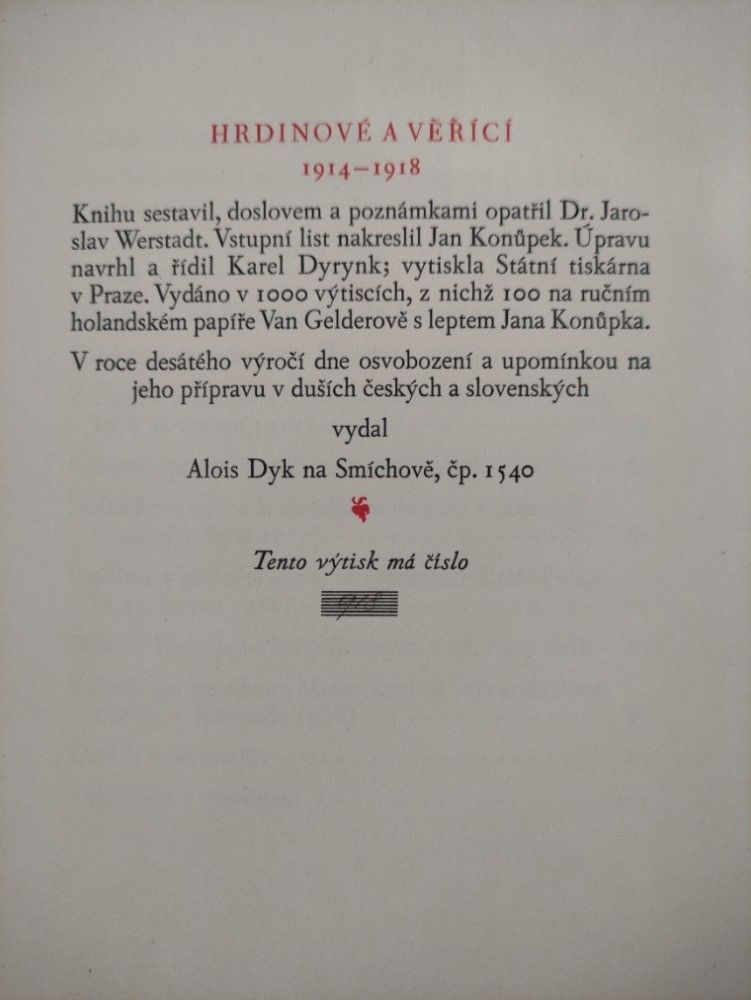 HRDINOVÉ A VĚŘÍCÍ
1914–1918
Knihu sestavil, doslovem a poznámkami opatřil Dr. Jaro-
slav Werstadt. Vstupní list nakreslil Jan Konůpek. Úpravu
navrhl a řídil Karel Dyrynk; vytiskla Státní tiskárna
v Praze. Vydáno v 1000 výtiscích, z nichž 100 na ručním
holandském papíře Van Gelderově s leptem Jana Konůpka.
V roce desátého výročí dne osvobození a upomínkou na
jeho přípravu v duších českých a slovenských
vydal
Alois Dyk na Smíchově, čp. 1540
Tento výtisk má číslo
918